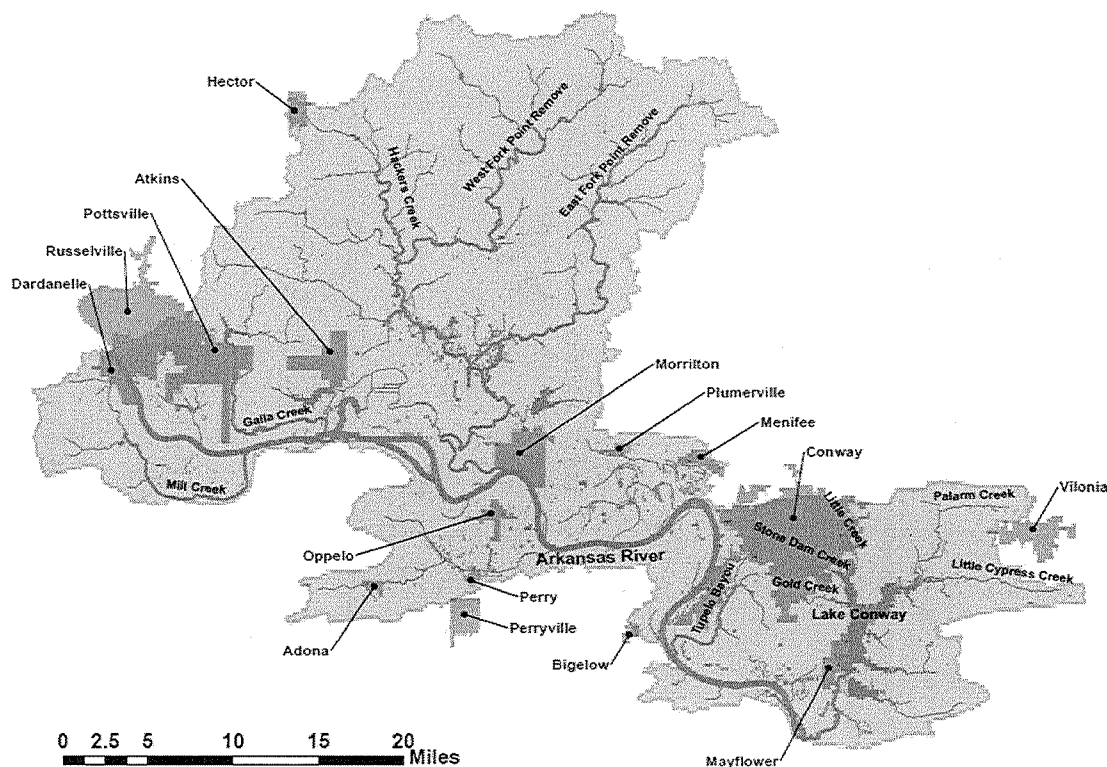 Hector
West Fork Point Remove
East Fork Point Remove
Hackers Creek
Atkins
Pottsville
Russelville
Dardanelle
Morrilton
Plumerville
Menifee
Galla Creek
Conway
Mill Creek
Little Creek
Palarm Creek
Vilonia
Stone Dam Creek
Oppelo
Arkansas River
Little Cypress Creek
Gold Creek
Perry
Tupelo Bayou
Lake Conway
Perryville
Adona
Bigelow
0 2.5 5 10 15 20
Miles
Mayflower